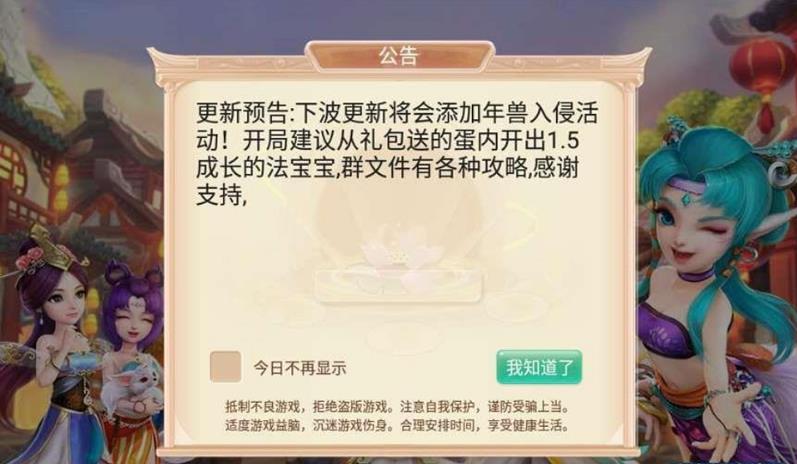 公告
更新预告:下波更新将会添加年兽入侵活
动！开局建议从礼包送的蛋内开出1.5
成长的法宝宝,群文件有各种攻略,感谢
支持,
今日不再显示
我知道了
抵制不良游戏，拒绝盗版游戏。注意自我保护，谨防受骗上当。
适度游戏益脑，沉迷游戏伤身。合理安排时间，享受健康生活。